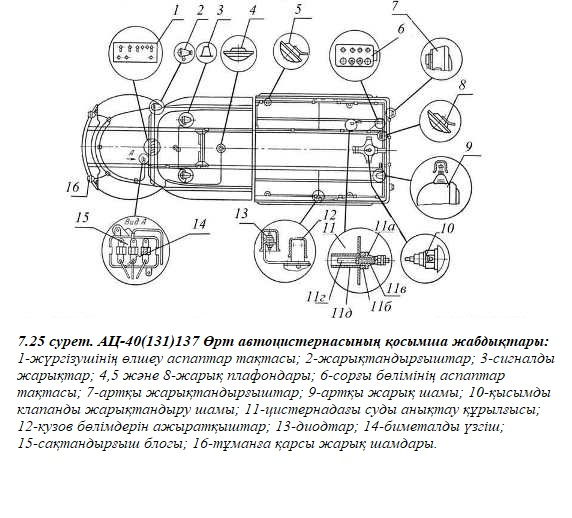 1
2
3
4
5
7
6
8
9
А
16
Вид А
15
14
13
12
11
11а
10
11г
11д
11б
11в
7.25 сурет. АЦ-40(131)137 Өрт автоцистернасының қосымша жабдықтары:
1-жүргізушінің өлшеу аспаптар тақтасы; 2-жарықтандырғыштар; 3-сигналды
жарықтар; 4,5 және 8-жарық плафондары; 6-сорғы бөлімінің аспаптар
тақтасы; 7-артқы жарықтандырғыштар; 9-артқы жарық шамы; 10-қысымды
клапанды жарықтандыру шамы; 11-цистернадағы суды анықтау құрылғысы;
12-кузов бөлімдерін ажыратқыштар; 13-диодтар; 14-биметалды үзгіш;
15-сақтандырғыш блогы; 16-тұманға қарсы жарық шамдары.